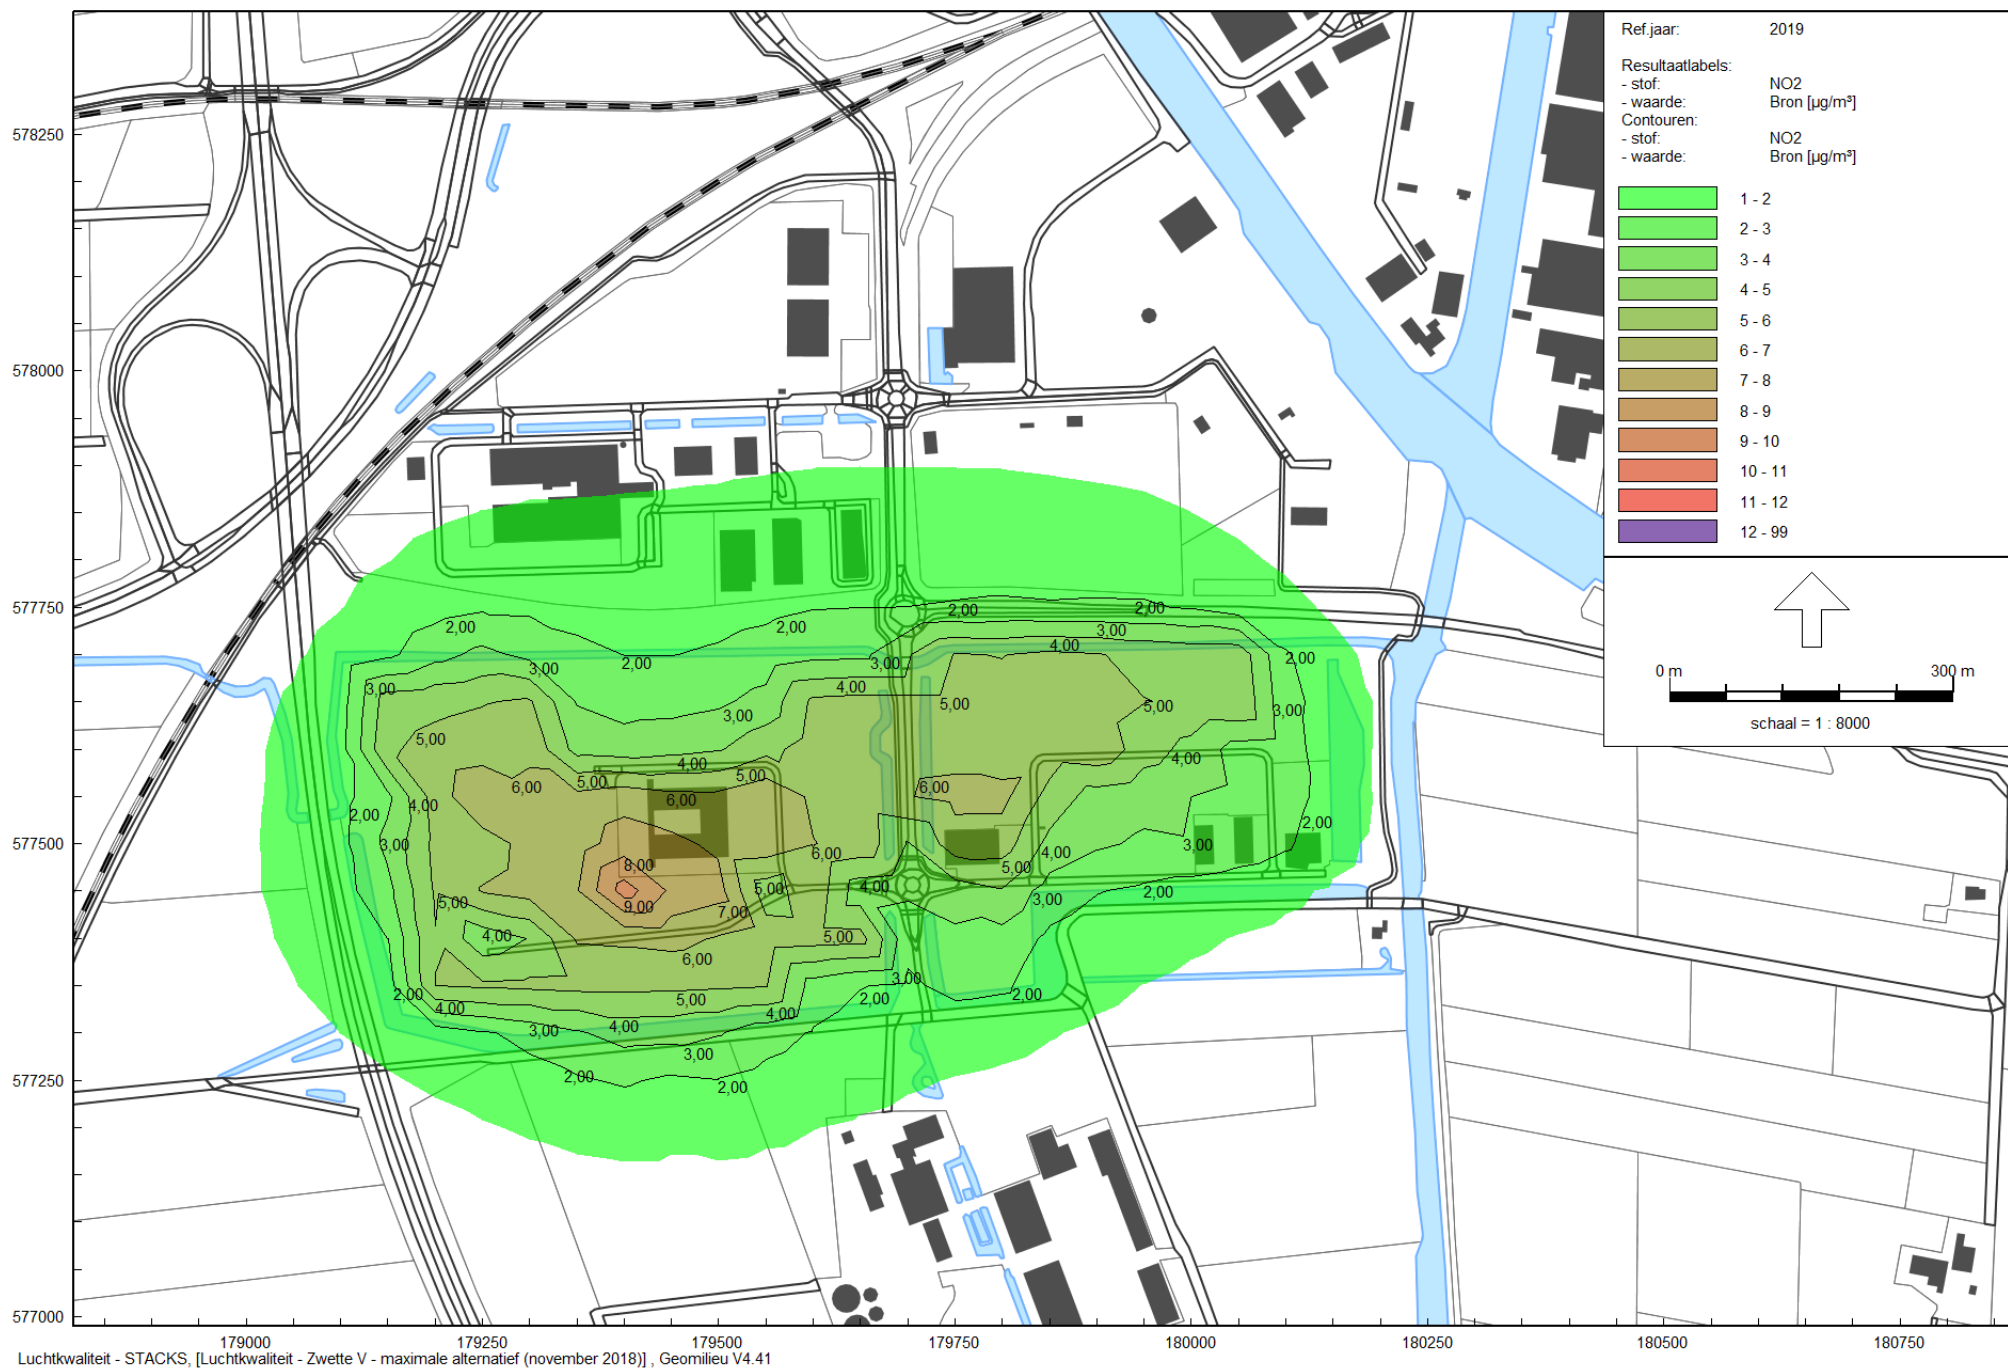 Ref.jaar: 2019
Resultaatlabels:
- stof: NO2
- waarde: Bron [µg/m³]
Contouren:
- stof: NO2
- waarde: Bron [µg/m³]
1 - 2
2 - 3
3 - 4
4 - 5
5 - 6
6 - 7
7 - 8
8 - 9
9 - 10
10 - 11
11 - 12
12 - 99
0 m 300 m
schaal = 1 : 8000
578250
578000
577750
577500
577250
577000
2,00 2,00
2,00 2,00
3,00
4,00
2,00 3,00 2,00
3,00
3,00 4,00
5,00 5,00
3,00 3,00
5,00
4,00 4,00
5,00 5,00
6,00 6,00
6,00
4,00
2,00 2,00
3,00 3,00
6,00 4,00
8,00 5,00
5,00 4,00 2,00
5,00 3,00
9,00 7,00
4,00 5,00
6,00
3,00
2,00 5,00 2,00 2,00
4,00 4,00
3,00 4,00
3,00
2,00 2,00
179000 179250 179500 179750 180000 180250 180500 180750
Luchtkwaliteit - STACKS, [Luchtkwaliteit - Zwette V - maximale alternatief (november 2018)] , Geomilieu V4.41